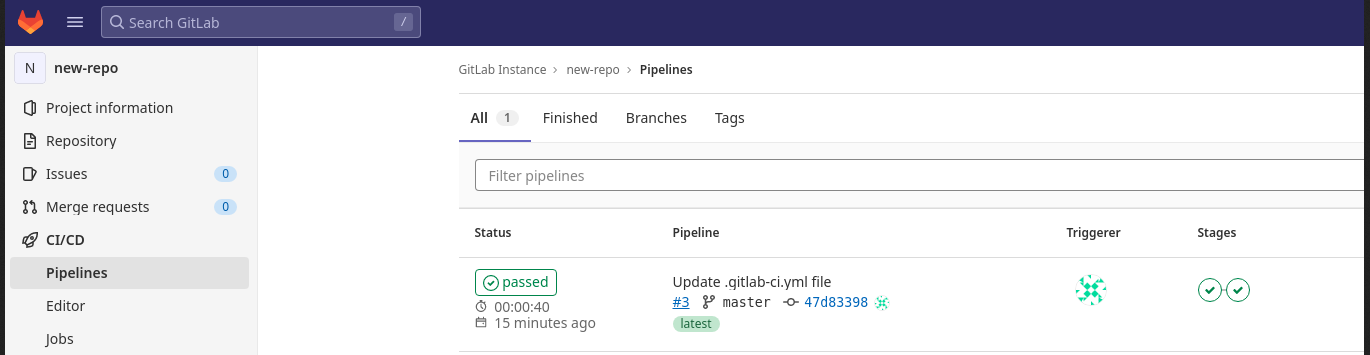 Search GitLab /
N new-repo
Project information
Repository
Issues 0
Merge requests 0
CI/CD
Pipelines
Editor
Jobs
GitLab Instance > new-repo > Pipelines
All 1 Finished Branches Tags
Filter pipelines
Status Pipeline Triggerer Stages
passed
00:00:40
15 minutes ago
Update .gitlab-ci.yml file
#3 master 47d83398
latest